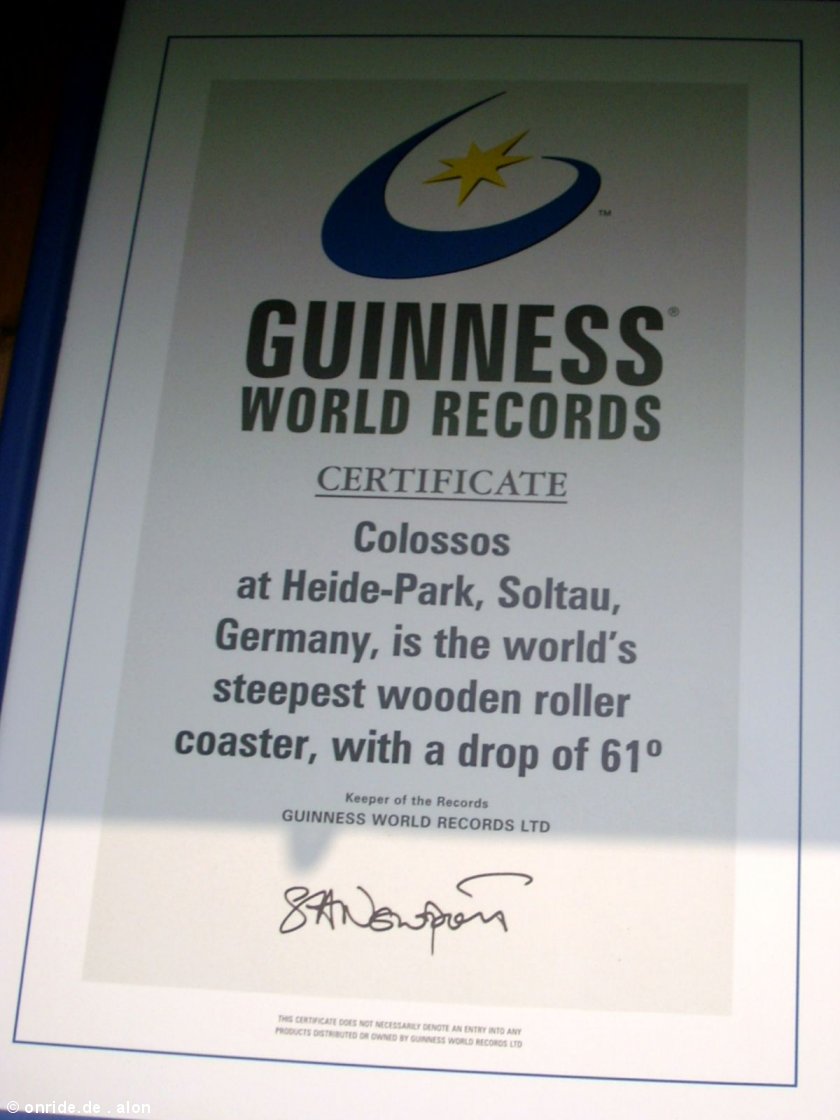 TM
GUINNESS®
WORLD RECORDS
CERTIFICATE
Colossos
at Heide-Park, Soltau,
Germany, is the world's
steepest wooden roller
coaster, with a drop of 61º
Keeper of the Records
GUINNESS WORLD RECORDS LTD
THIS CERTIFICATE DOES NOT NECESSARILY DENOTE AN ENTRY INTO ANY
PRODUCTS DISTRIBUTED OR OWNED BY GUINNESS WORLD RECORDS LTD
© onride.de . alon